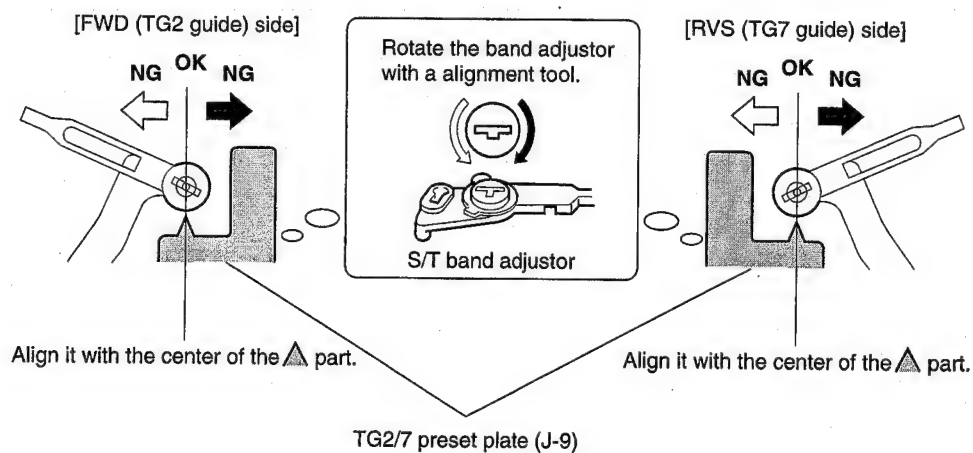 [FWD (TG2 guide) side]
NG OK NG
Rotate the band adjustor
with a alignment tool.
S/T band adjustor
[RVS (TG7 guide) side]
NG OK NG
Align it with the center of the part.
Align it with the center of the part.
TG2/7 preset plate (J-9)